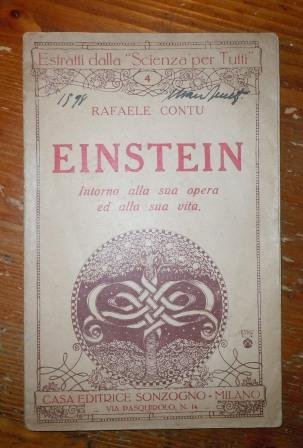 Estratti dalla "Scienza per Tutti"
4
1598
RAFAELE CONTU
EINSTEIN
Intorno alla sua opera
ed alla sua vita.
CASA EDITRICE SONZOGNO - MILANO
VIA PASQUIROLO, N. 14